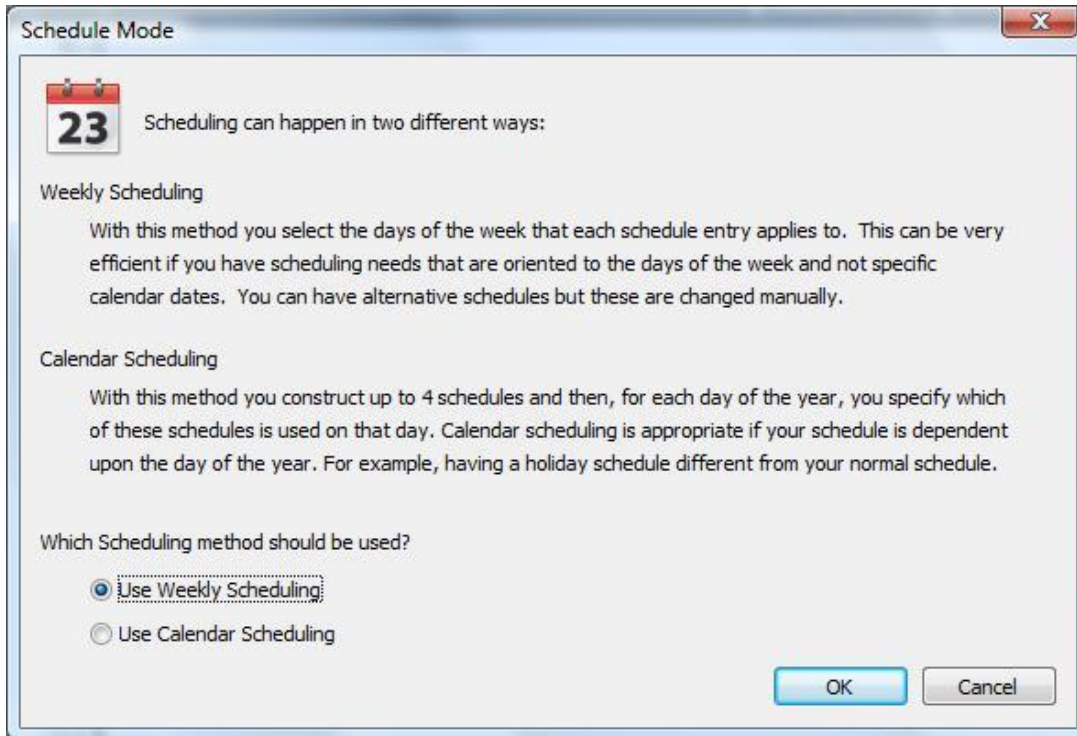 Schedule Mode
23
Scheduling can happen in two different ways:
Weekly Scheduling
With this method you select the days of the week that each schedule entry applies to.  This can be very
efficient if you have scheduling needs that are oriented to the days of the week and not specific
calendar dates.  You can have alternative schedules but these are changed manually.
Calendar Scheduling
With this method you construct up to 4 schedules and then, for each day of the year, you specify which
of these schedules is used on that day. Calendar scheduling is appropriate if your schedule is dependent
upon the day of the year. For example, having a holiday schedule different from your normal schedule.
Which Scheduling method should be used?
Use Weekly Scheduling
Use Calendar Scheduling
OK
Cancel